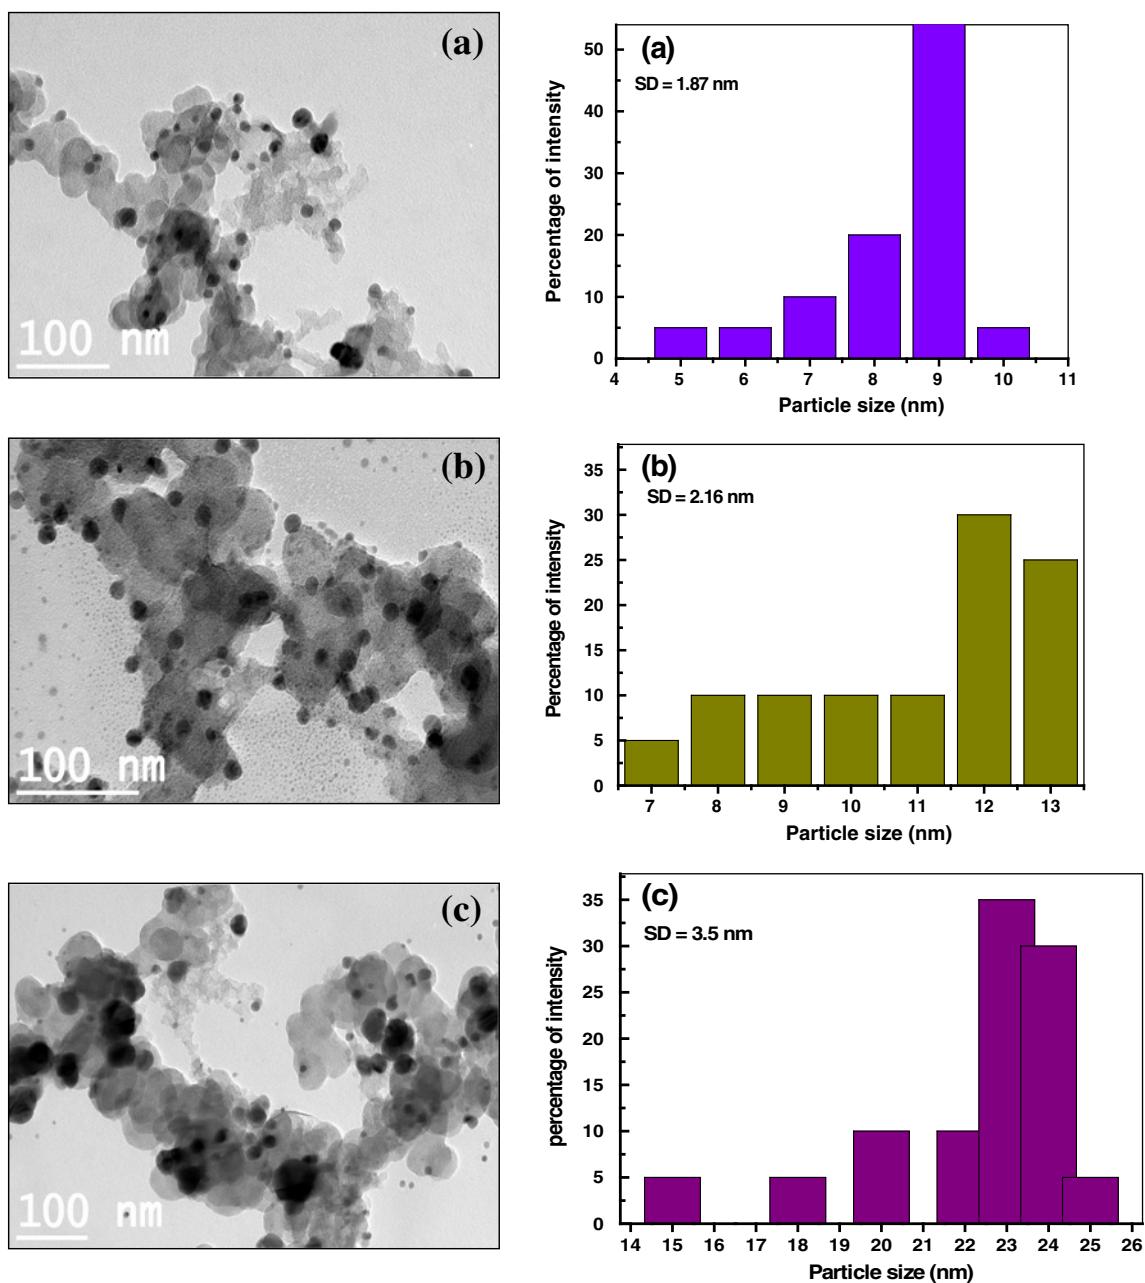 (a)
100 nm
(a)
SD = 1.87 nm
Percentage of intensity
50
40
30
20
10
0
4 5 6 7 8 9 10 11
Particle size (nm)
(b)
100 nm
(b)
SD = 2.16 nm
Percentage of intensity
35
30
25
20
15
10
5
0
7 8 9 10 11 12 13
Particle size (nm)
(c)
100 nm
(c)
SD = 3.5 nm
percentage of intensity
35
30
25
20
15
10
5
0
14 15 16 17 18 19 20 21 22 23 24 25 26
Particle size (nm)